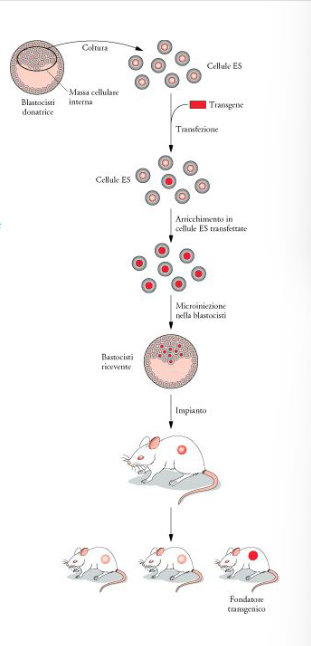 Coltura
Cellule ES
Massa cellulare
interna
Blastocisti
donatrice
Transgene
Transfezione
Cellule ES
Arricchimento in
cellule ES transfettate
Microiniezione
nella blastocisti
Bastocisti
ricevente
Impianto
Fondatore
transgenico